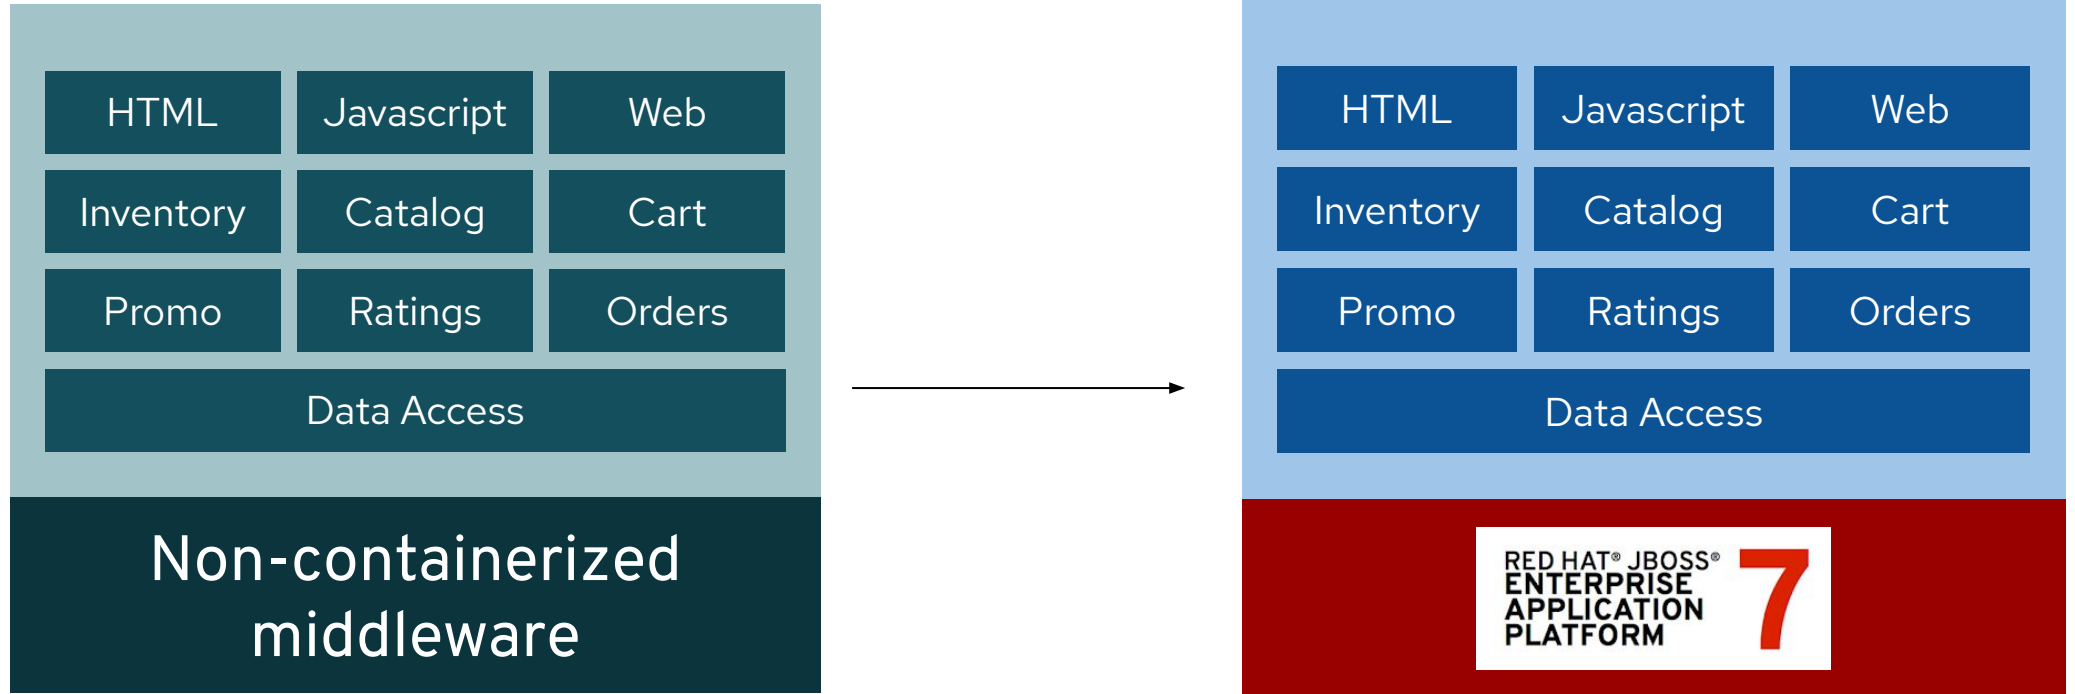 HTML
Javascript
Web
Inventory
Catalog
Cart
Promo
Ratings
Orders
Data Access
Non-containerized
middleware
HTML
Javascript
Web
Inventory
Catalog
Cart
Promo
Ratings
Orders
Data Access
RED HAT® JBOSS®
ENTERPRISE
APPLICATION
PLATFORM
7